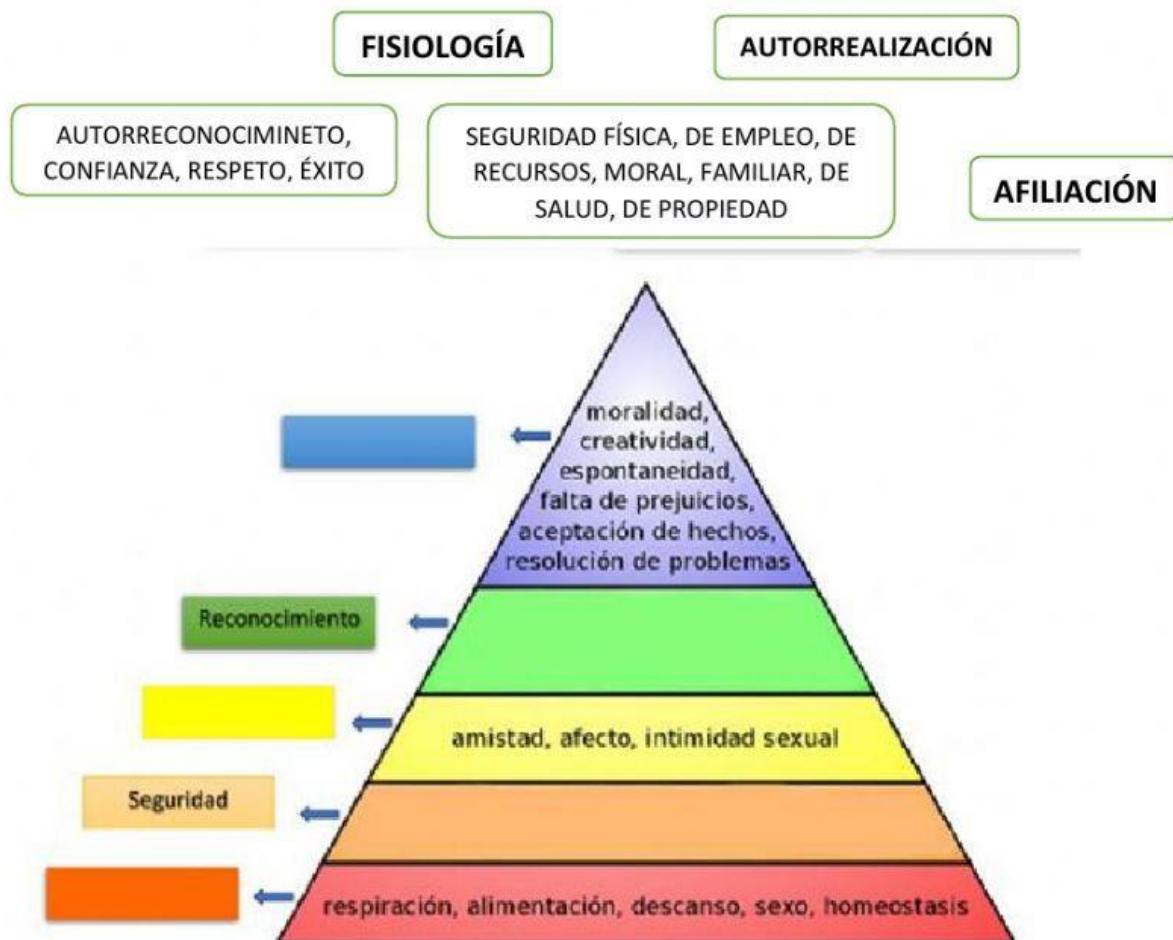 FISIOLOGÍA
AUTORREALIZACIÓN
AUTORRECONOCIMINETO,
CONFIANZA, RESPETO, ÉXITO
SEGURIDAD FÍSICA, DE EMPLEO, DE
RECURSOS, MORAL, FAMILIAR, DE
SALUD, DE PROPIEDAD
AFILIACIÓN
moralidad,
creatividad,
espontaneidad,
falta de prejuicios,
aceptación de hechos,
resolución de problemas
Reconocimiento
amistad, afecto, intimidad sexual
Seguridad
respiración, alimentación, descanso, sexo, homeostasis